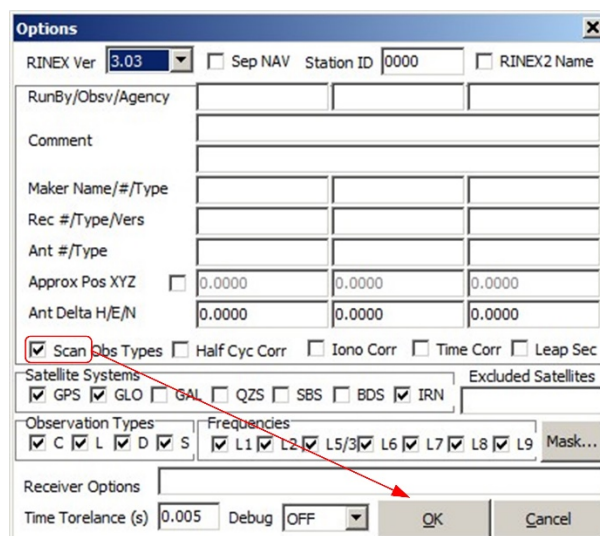 Options
RINEX Ver 3.03 Sep NAV Station ID 0000 RINEX2 Name
RunBy/Obsv/Agency
Comment
Maker Name/#/Type
Rec #/Type/Vers
Ant #/Type
Approx Pos XYZ 0.0000 0.0000 0.0000
Ant Delta H/E/N 0.0000 0.0000 0.0000
Scan Obs Types Half Cyc Corr Iono Corr Time Corr Leap Sec
Satellite Systems Excluded Satellites
GPS GLO GAL QZS SBS BDS IRN
Observation Types Frequencies
C L D S L1 L2 L5/3 L6 L7 L8 L9 Mask...
Receiver Options
Time Torelance (s) 0.005 Debug OFF OK Cancel